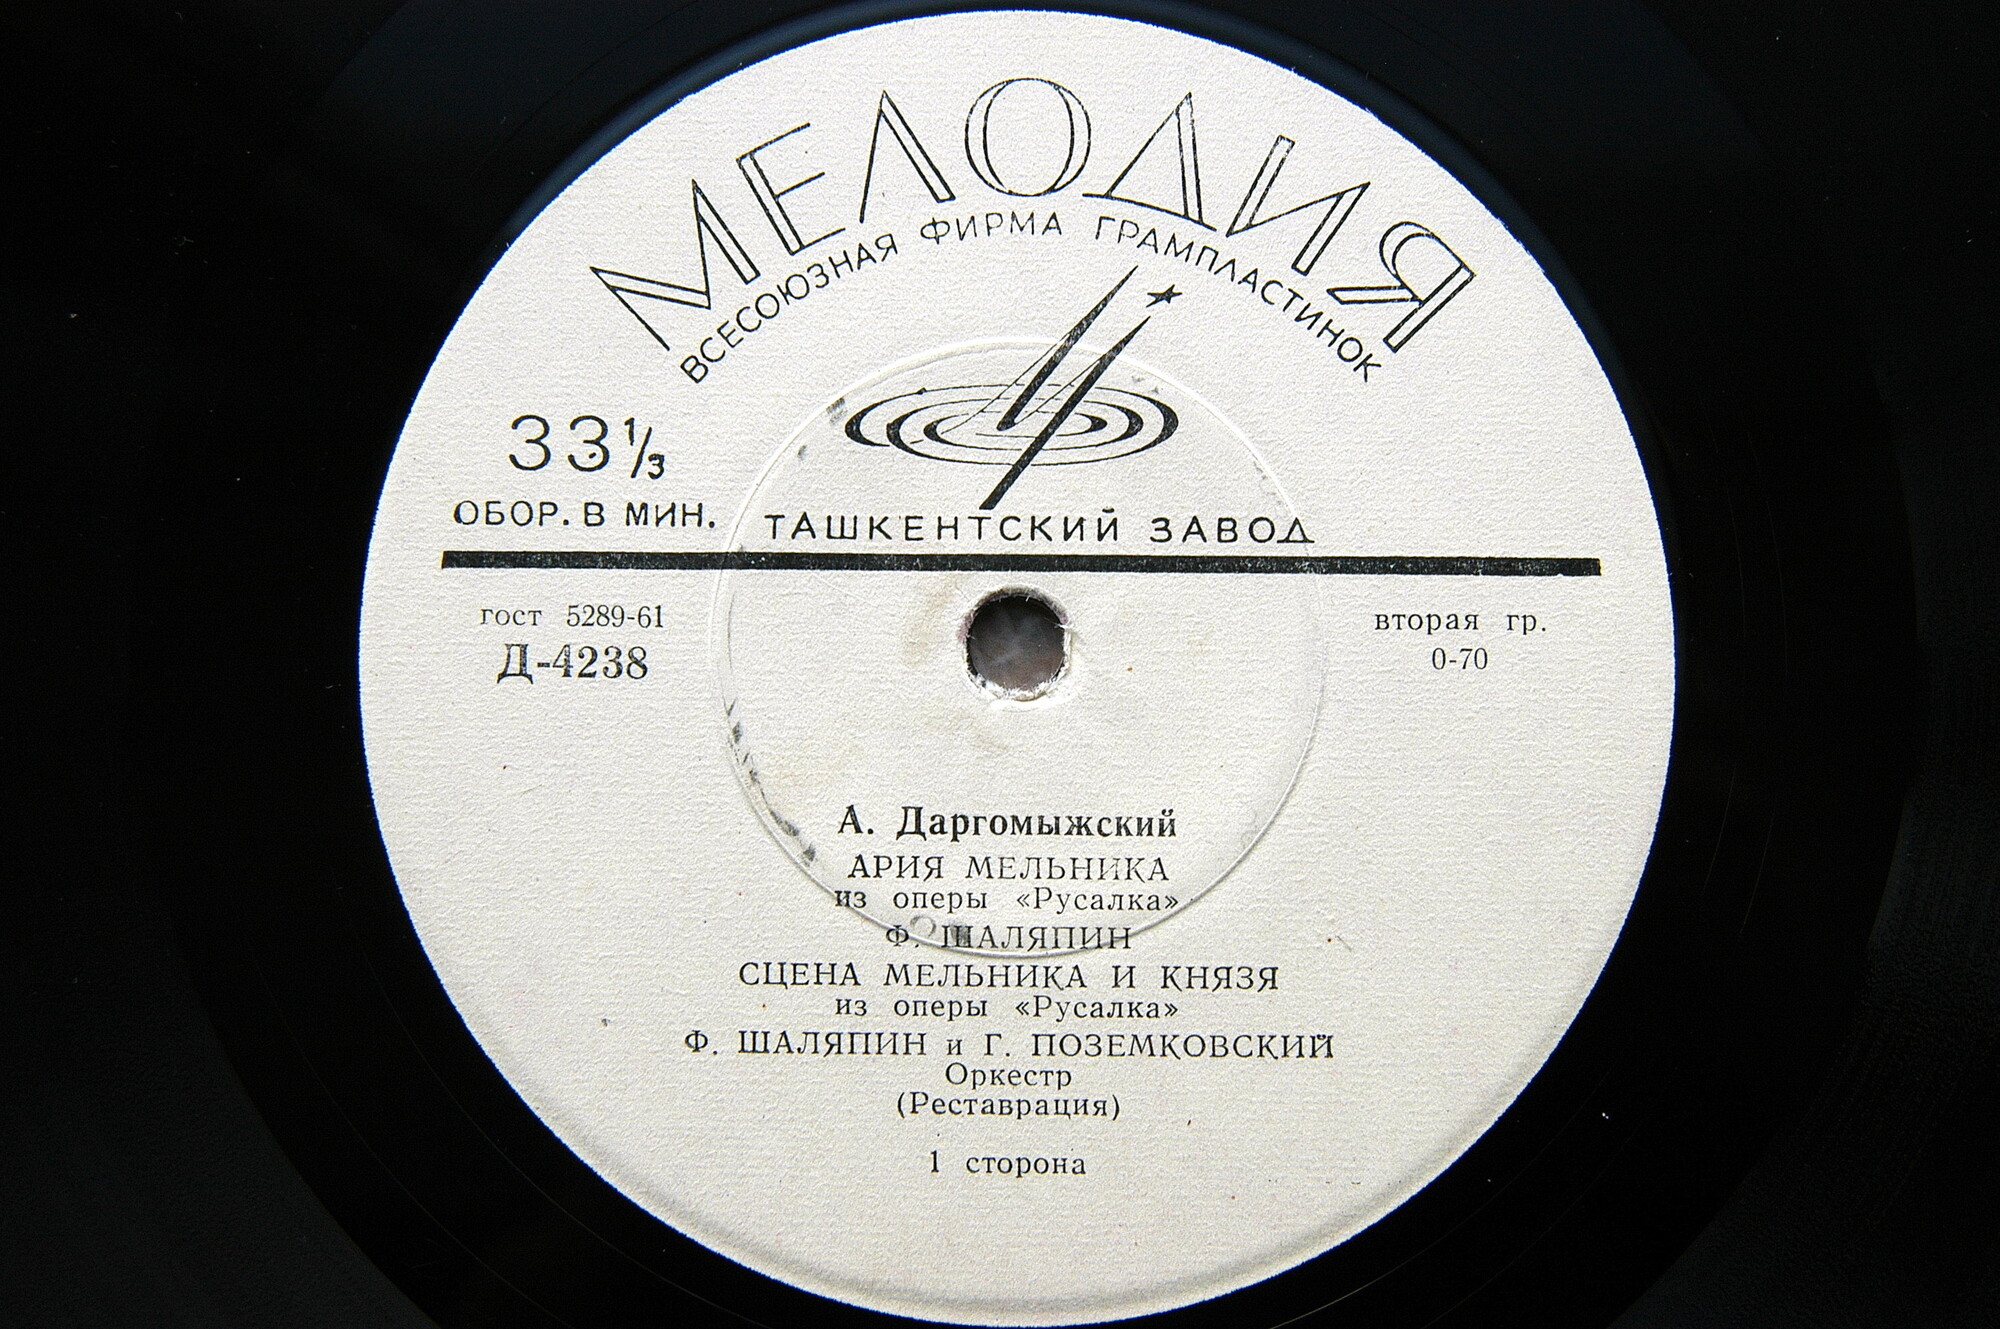 МЕЛОДИЯ
ВСЕСОЮЗНАЯ ФИРМА ГРАМПЛАСТИНОК
33⅓
ОБОР. В МИН.
ТАШКЕНТСКИЙ ЗАВОД
гост 5289-61
Д-4238
вторая гр.
0-70
А. Даргомыжский
АРИЯ МЕЛЬНИКА
из оперы «Русалка»
Ф. ШАЛЯПИН
СЦЕНА МЕЛЬНИКА И КНЯЗЯ
из оперы «Русалка»
Ф. ШАЛЯПИН и Г. ПОЗЕМКОВСКИЙ
Оркестр
(Реставрация)
1 сторона